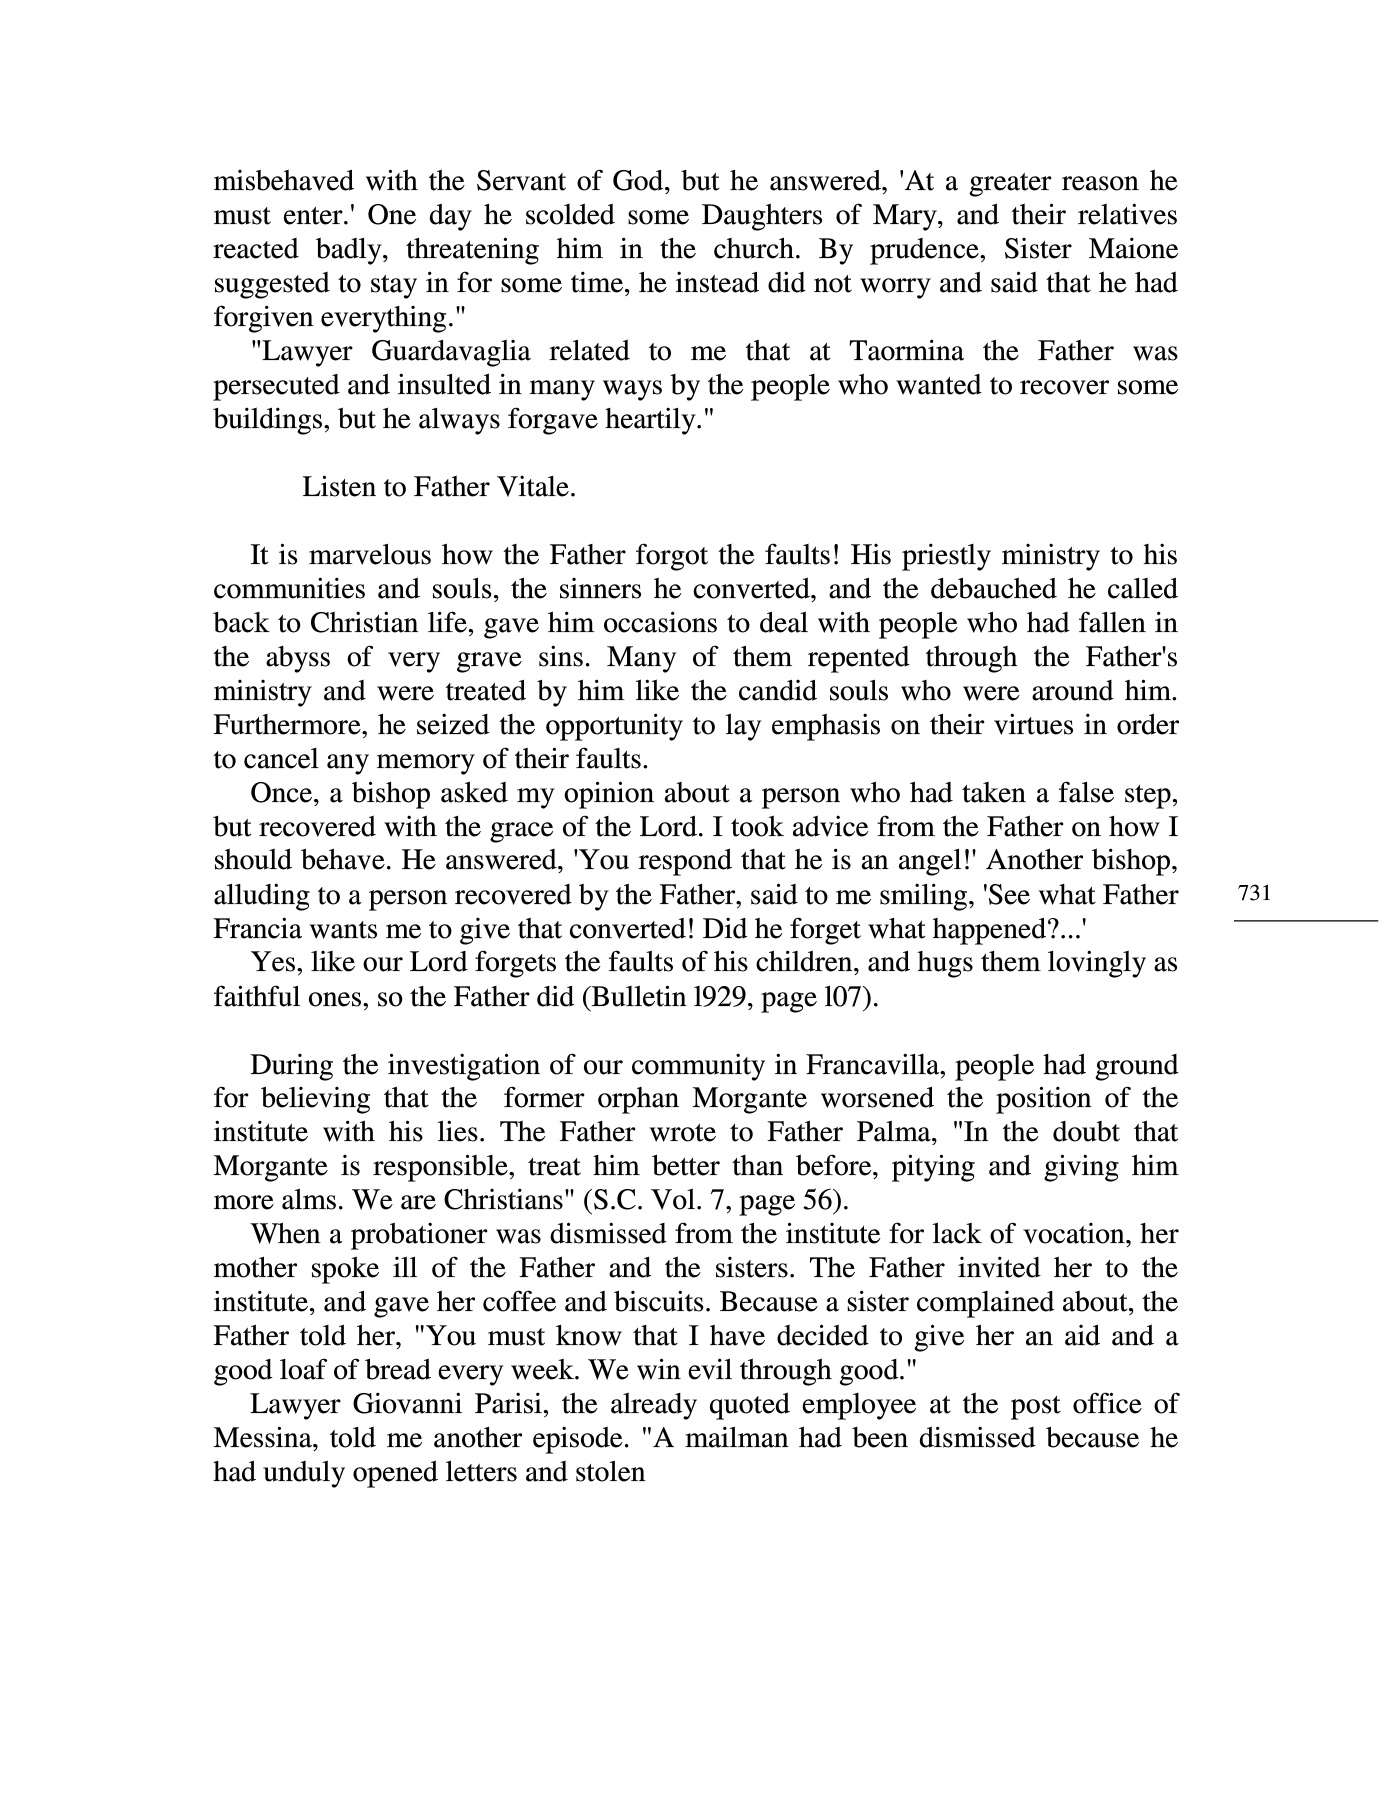 misbehaved with the Servant of God, but he answered, 'At a greater reason he
must enter.' One day he scolded some Daughters of Mary, and their relatives
reacted badly, threatening him in the church. By prudence, Sister Maione
suggested to stay in for some time, he instead did not worry and said that he had
forgiven everything."
"Lawyer Guardavaglia related to me that at Taormina the Father was
persecuted and insulted in many ways by the people who wanted to recover some
buildings, but he always forgave heartily."
Listen to Father Vitale.
It is marvelous how the Father forgot the faults! His priestly ministry to his
communities and souls, the sinners he converted, and the debauched he called
back to Christian life, gave him occasions to deal with people who had fallen in
the abyss of very grave sins. Many of them repented through the Father's
ministry and were treated by him like the candid souls who were around him.
Furthermore, he seized the opportunity to lay emphasis on their virtues in order
to cancel any memory of their faults.
Once, a bishop asked my opinion about a person who had taken a false step,
but recovered with the grace of the Lord. I took advice from the Father on how I
should behave. He answered, 'You respond that he is an angel!' Another bishop,
alluding to a person recovered by the Father, said to me smiling, 'See what Father
Francia wants me to give that converted! Did he forget what happened?...'
Yes, like our Lord forgets the faults of his children, and hugs them lovingly as
faithful ones, so the Father did (Bulletin l929, page l07).
During the investigation of our community in Francavilla, people had ground
for believing that the former orphan Morgante worsened the position of the
institute with his lies. The Father wrote to Father Palma, "In the doubt that
Morgante is responsible, treat him better than before, pitying and giving him
more alms. We are Christians" (S.C. Vol. 7, page 56).
When a probationer was dismissed from the institute for lack of vocation, her
mother spoke ill of the Father and the sisters. The Father invited her to the
institute, and gave her coffee and biscuits. Because a sister complained about, the
Father told her, "You must know that I have decided to give her an aid and a
good loaf of bread every week. We win evil through good."
Lawyer Giovanni Parisi, the already quoted employee at the post office of
Messina, told me another episode. "A mailman had been dismissed because he
had unduly opened letters and stolen
731